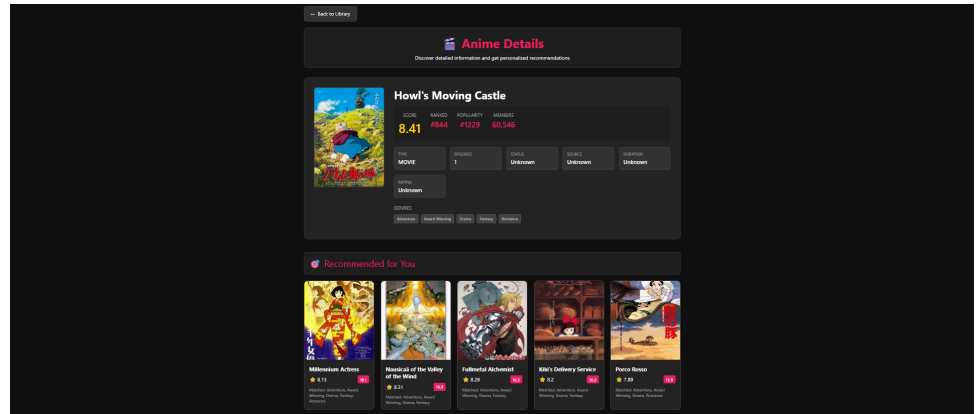 ← Back to Library
Anime Details
Discover detailed information and get personalized recommendations
Howl's Moving Castle
SCORE RANKED POPULARITY MEMBERS
8.41 #844 #1229 60,546
TYPE EPISODES STATUS SOURCE DURATION
MOVIE 1 Unknown Unknown Unknown
RATING
Unknown
GENRES
Adventure Award Winning Drama Fantasy Romance
Recommended for You
Millennium Actress
8.13
Matched: Adventure, Award Winning, Drama, Fantasy, Romance
Nausicaä of the Valley of the Wind
8.31
Matched: Adventure, Award Winning, Drama, Fantasy
Fullmetal Alchemist
8.29
Matched: Adventure, Award Winning, Drama, Fantasy
Kiki's Delivery Service
8.2
Matched: Adventure, Award Winning, Drama, Fantasy
Porco Rosso
7.89
Matched: Adventure, Award Winning, Drama, Fantasy